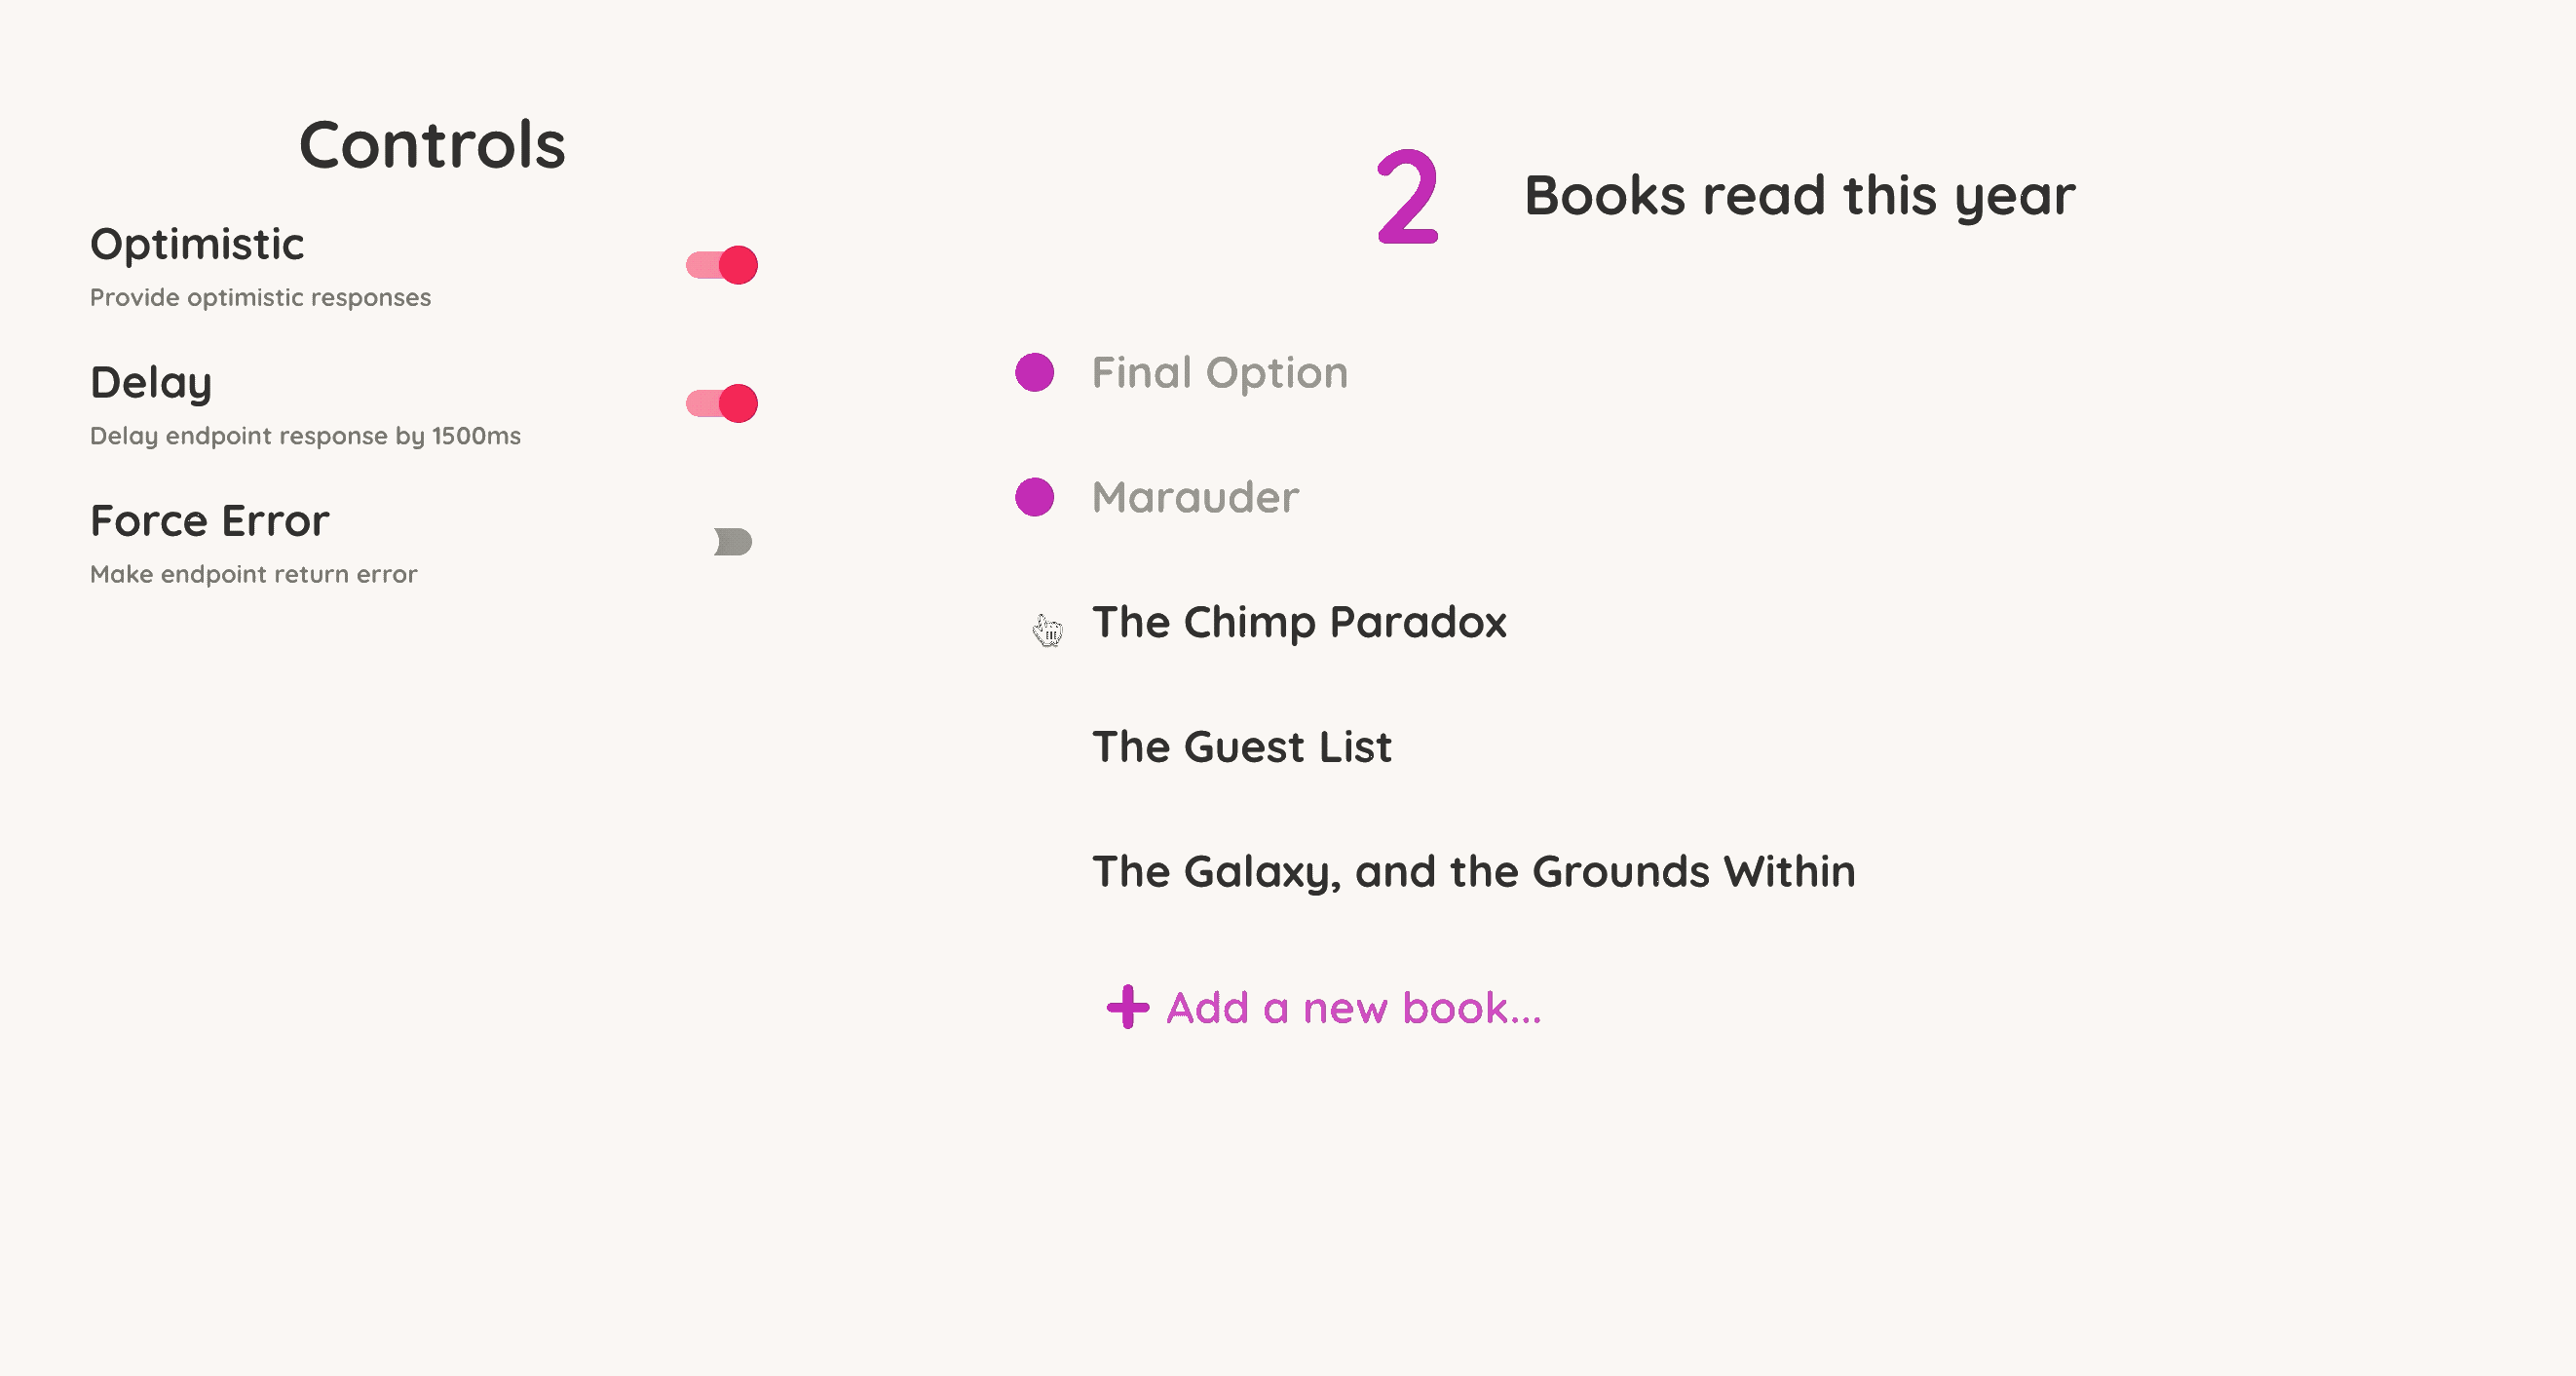 Controls
Optimistic
Provide optimistic responses
Delay
Delay endpoint response by 1500ms
Force Error
Make endpoint return error
2 Books read this year
Final Option
Marauder
The Chimp Paradox
The Guest List
The Galaxy, and the Grounds Within
+ Add a new book...